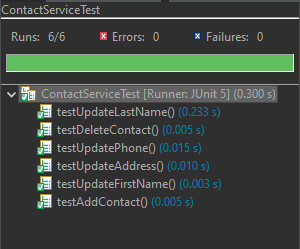 ContactServiceTest
Runs: 6/6 Errors: 0 Failures: 0
ContactServiceTest [Runner: JUnit 5] (0.300 s)
testUpdateLastName() (0.233 s)
testDeleteContact() (0.005 s)
testUpdatePhone() (0.015 s)
testUpdateAddress() (0.010 s)
testUpdateFirstName() (0.003 s)
testAddContact() (0.005 s)